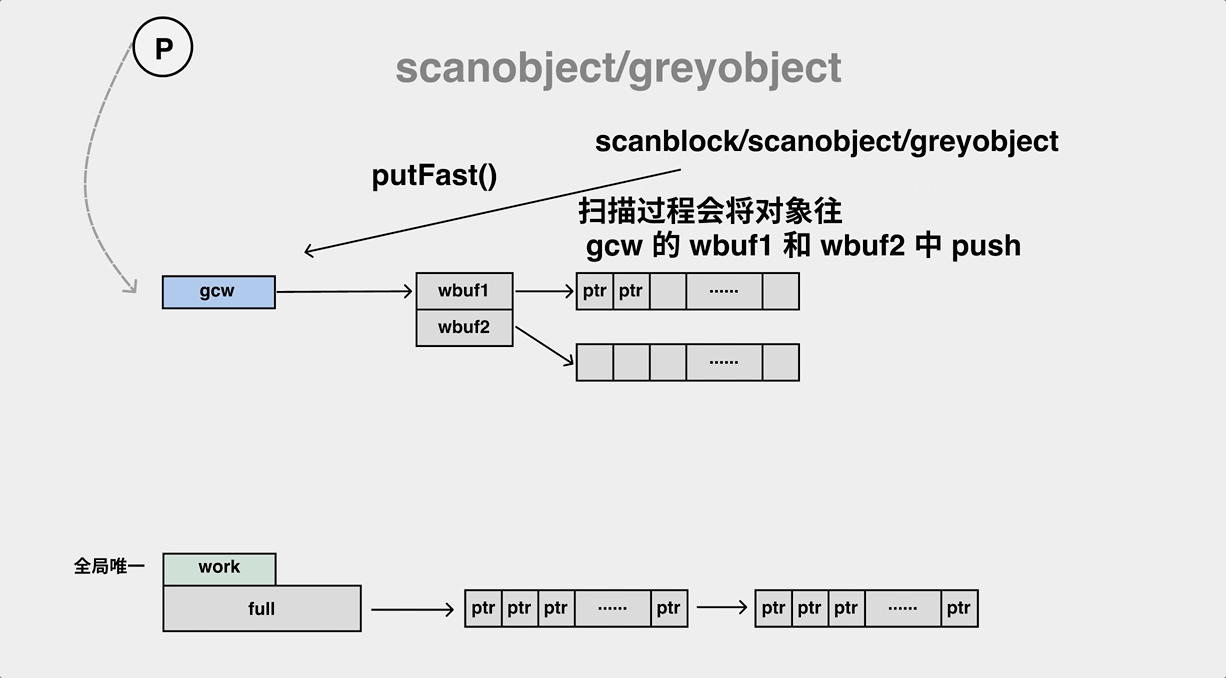 P
scanobject/greyobject
scanblock/scanobject/greyobject
putFast()
扫描过程会将对象往
gcw 的 wbuf1 和 wbuf2 中 push
gcw
wbuf1
ptr ptr ······
wbuf2
······
全局唯一
work
full
ptr ptr ptr ······ ptr
ptr ptr ptr ······ ptr